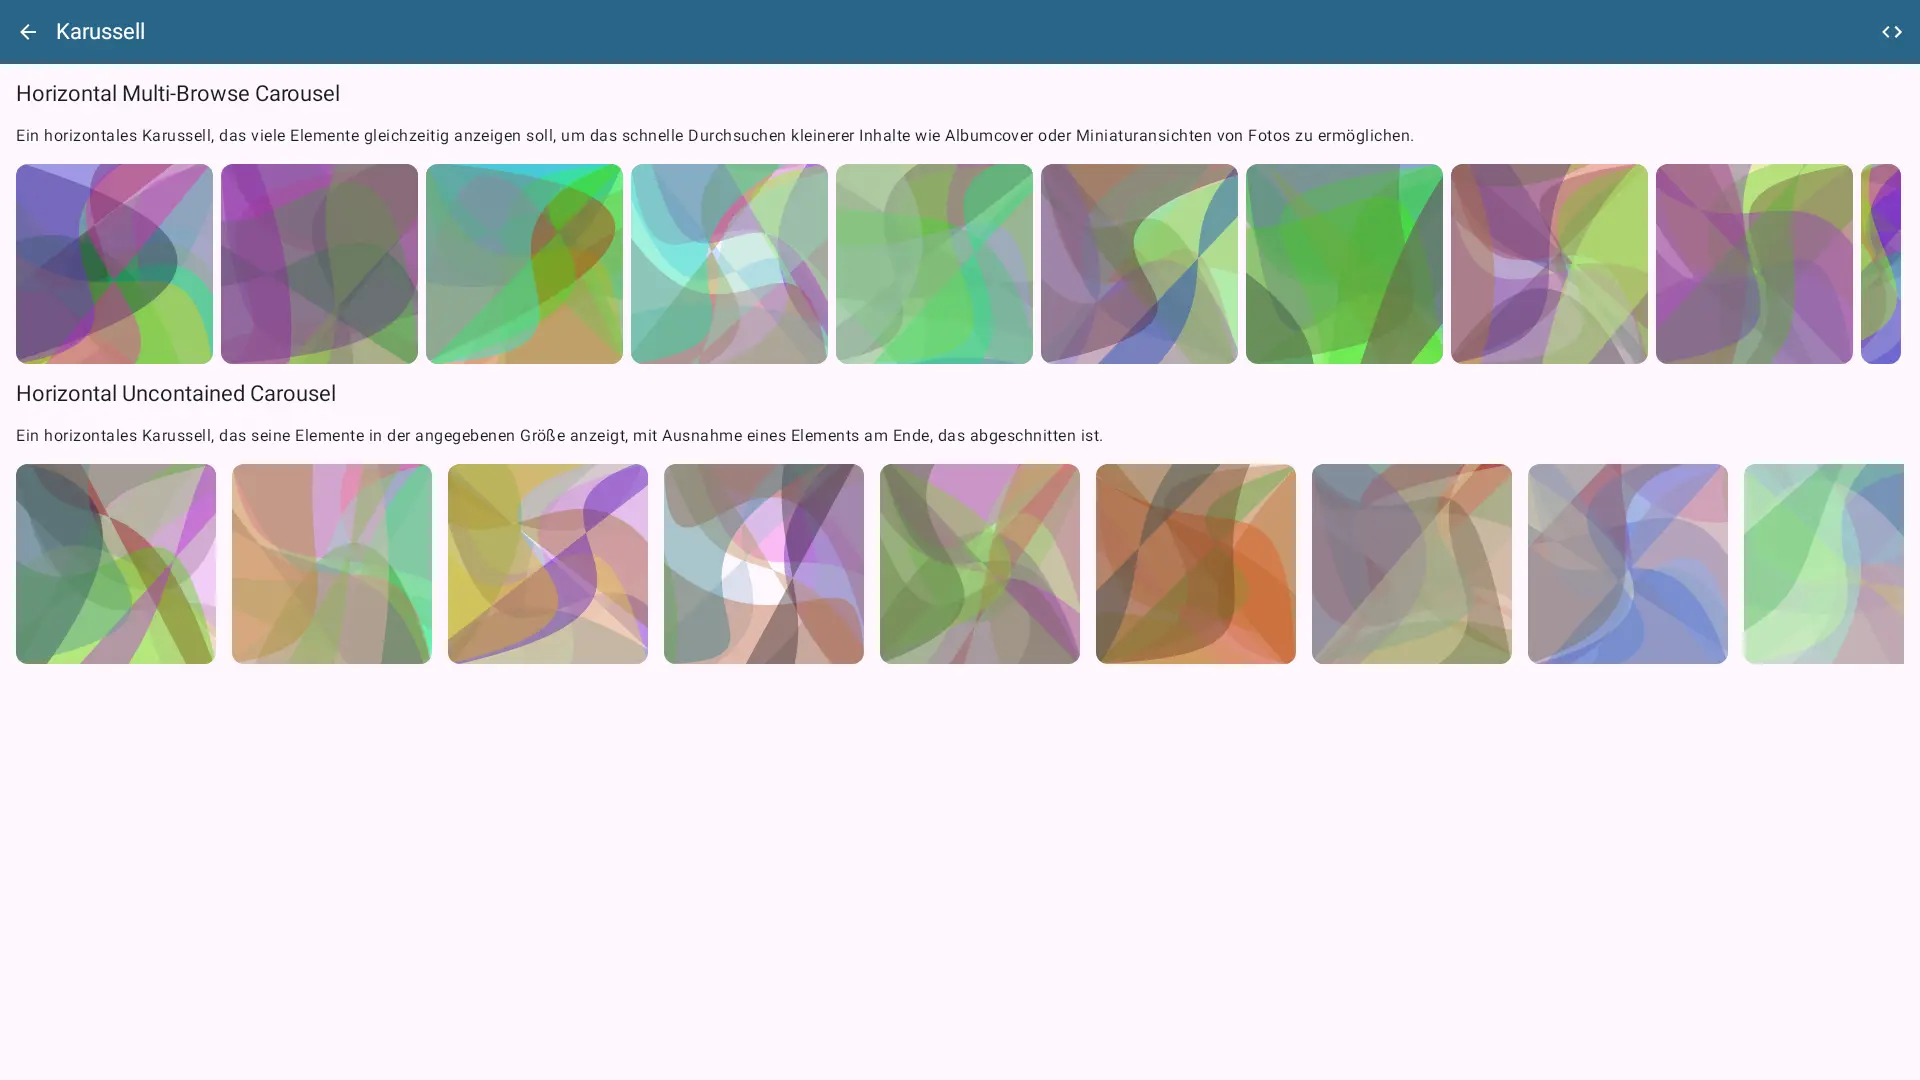 Karussell
Horizontal Multi-Browse Carousel
Ein horizontales Karussell, das viele Elemente gleichzeitig anzeigen soll, um das schnelle Durchsuchen kleinerer Inhalte wie Albumcover oder Miniaturansichten von Fotos zu ermöglichen.
Horizontal Uncontained Carousel
Ein horizontales Karussell, das seine Elemente in der angegebenen Größe anzeigt, mit Ausnahme eines Elements am Ende, das abgeschnitten ist.